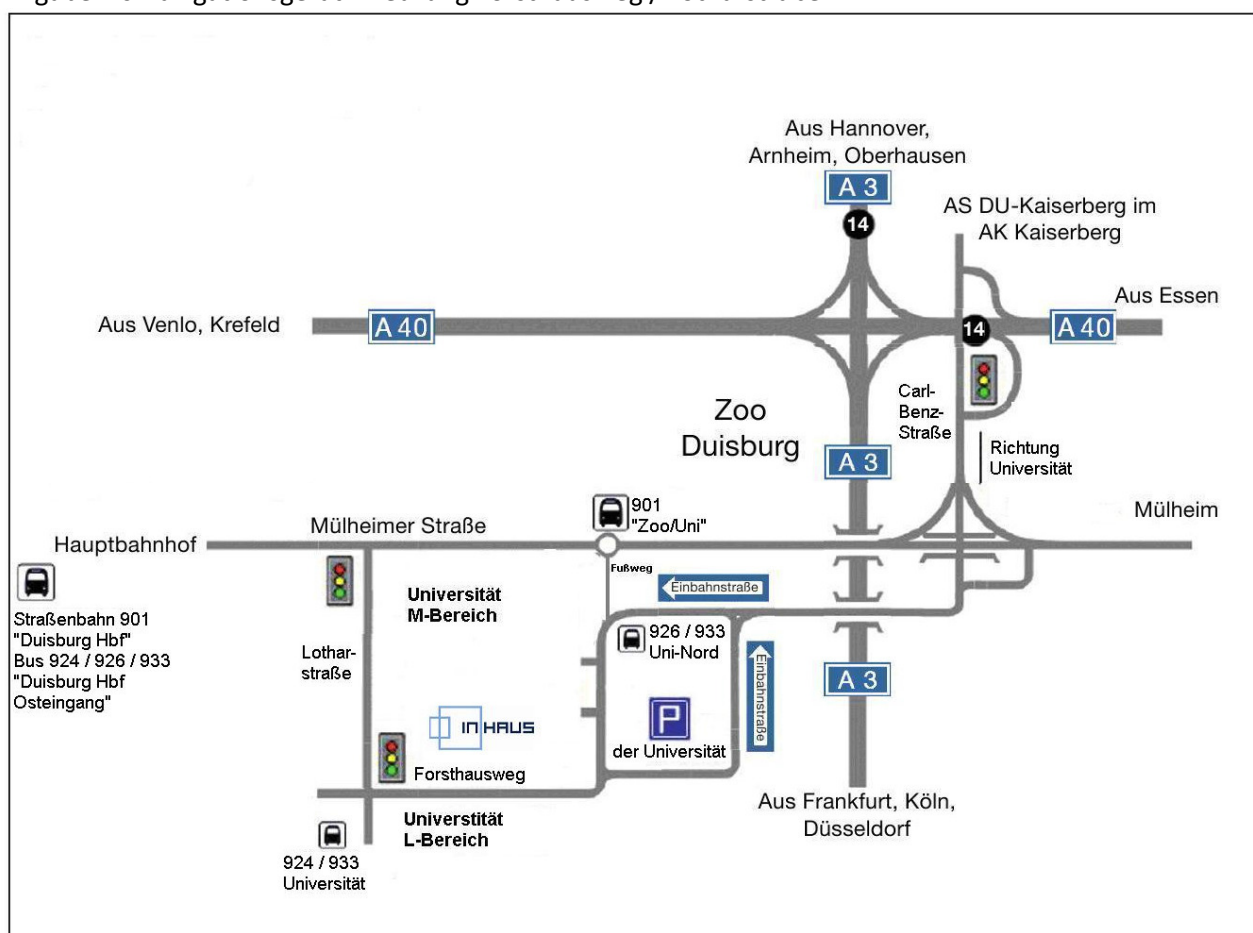 Aus Hannover,
Arnheim, Oberhausen
A 3
14
AS DU-Kaiserberg im
AK Kaiserberg
Aus Venlo, Krefeld
A 40
14
Aus Essen
A 40
Carl-
Benz-
Straße
Zoo
Duisburg
A 3
Richtung
Universität
901
"Zoo/Uni"
Mülheimer Straße
Mülheim
Hauptbahnhof
Straßenbahn 901
"Duisburg Hbf"
Bus 924 / 926 / 933
"Duisburg Hbf
Osteingang"
Fußweg
Einbahnstraße
Universität
M-Bereich
926 / 933
Uni-Nord
Lothar-
straße
Einbahnstraße
A 3
P
der Universität
INHAUS
Forsthausweg
Universtität
L-Bereich
Aus Frankfurt, Köln,
Düsseldorf
924 / 933
Universität